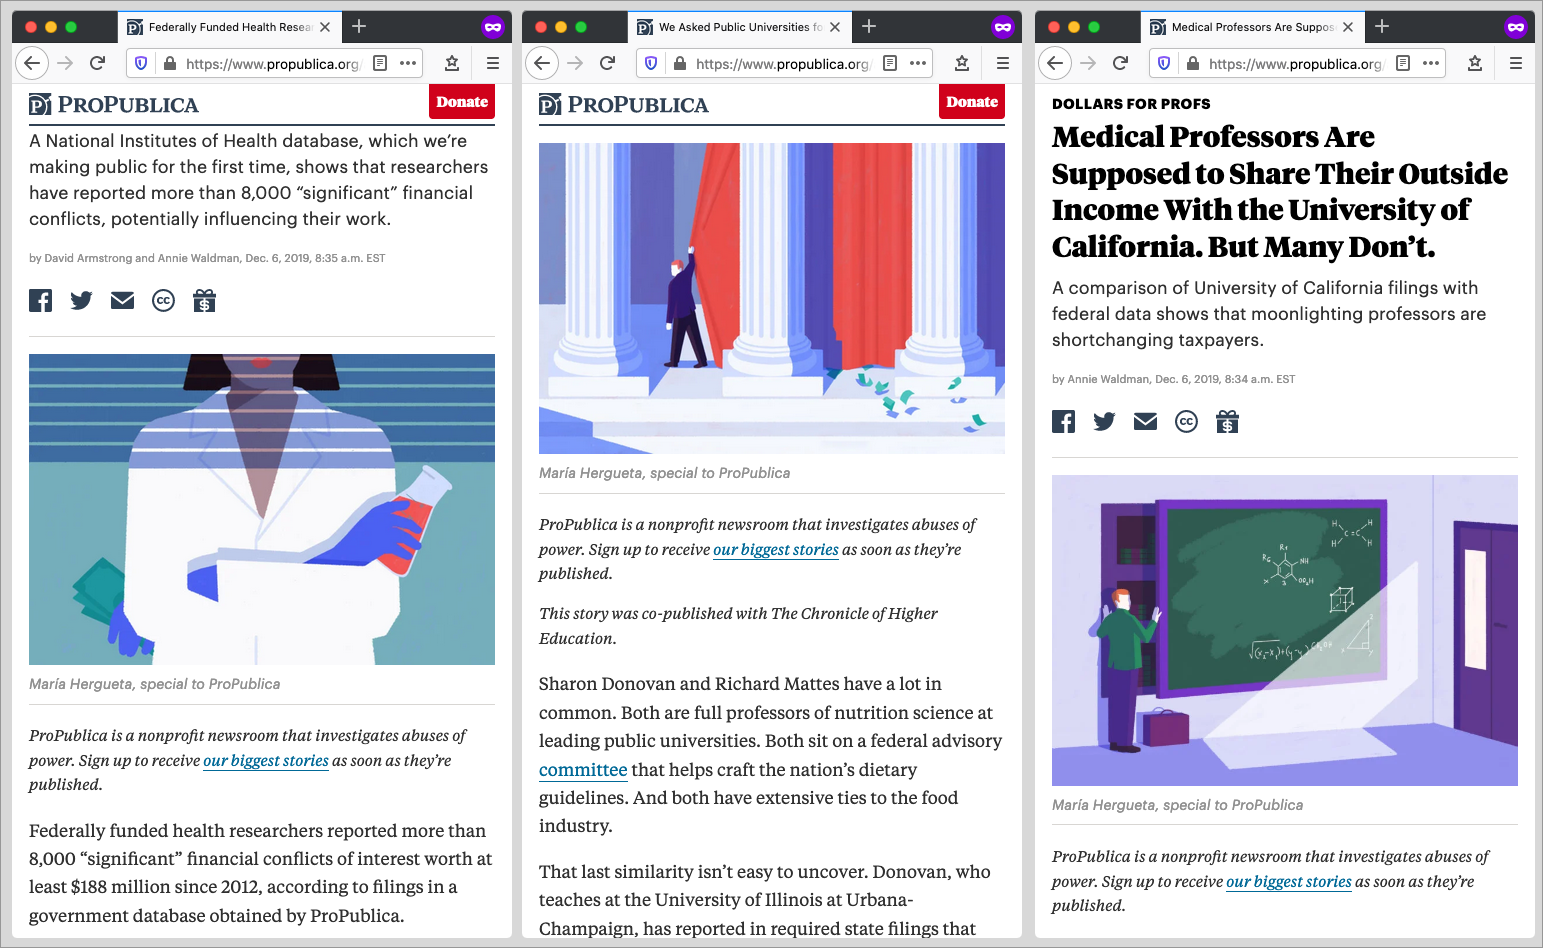 Federally Funded Health Resear
https://www.propublica.org/
PROPUBLICA
Donate
A National Institutes of Health database, which we’re
making public for the first time, shows that researchers
have reported more than 8,000 “significant” financial
conflicts, potentially influencing their work.
by David Armstrong and Annie Waldman, Dec. 6, 2019, 8:35 a.m. EST
CC
$
María Hergueta, special to ProPublica
ProPublica is a nonprofit newsroom that investigates abuses of
power. Sign up to receive our biggest stories as soon as they’re
published.
Federally funded health researchers reported more than
8,000 “significant” financial conflicts of interest worth at
least $188 million since 2012, according to filings in a
government database obtained by ProPublica.
We Asked Public Universities fo
https://www.propublica.org/
PROPUBLICA
Donate
María Hergueta, special to ProPublica
ProPublica is a nonprofit newsroom that investigates abuses of
power. Sign up to receive our biggest stories as soon as they’re
published.
This story was co-published with The Chronicle of Higher
Education.
Sharon Donovan and Richard Mattes have a lot in
common. Both are full professors of nutrition science at
leading public universities. Both sit on a federal advisory
committee that helps craft the nation’s dietary
guidelines. And both have extensive ties to the food
industry.
That last similarity isn’t easy to uncover. Donovan, who
teaches at the University of Illinois at Urbana-
Champaign, has reported in required state filings that
Medical Professors Are Suppos
https://www.propublica.org/
DOLLARS FOR PROFS
Medical Professors Are
Supposed to Share Their Outside
Income With the University of
California. But Many Don’t.
A comparison of University of California filings with
federal data shows that moonlighting professors are
shortchanging taxpayers.
by Annie Waldman, Dec. 6, 2019, 8:34 a.m. EST
CC
$
H H
C=C
H H
NH
María Hergueta, special to ProPublica
ProPublica is a nonprofit newsroom that investigates abuses of
power. Sign up to receive our biggest stories as soon as they’re
published.